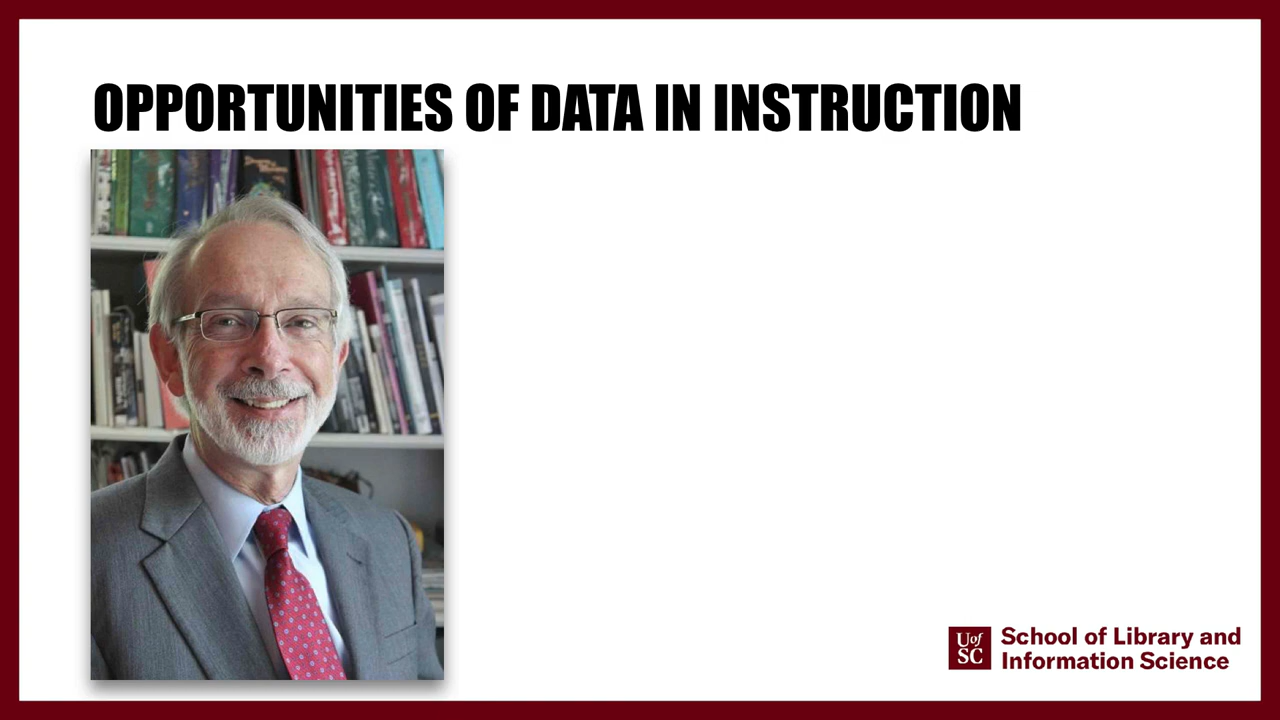 OPPORTUNITIES OF DATA IN INSTRUCTION
UofSC
School of Library and
Information Science